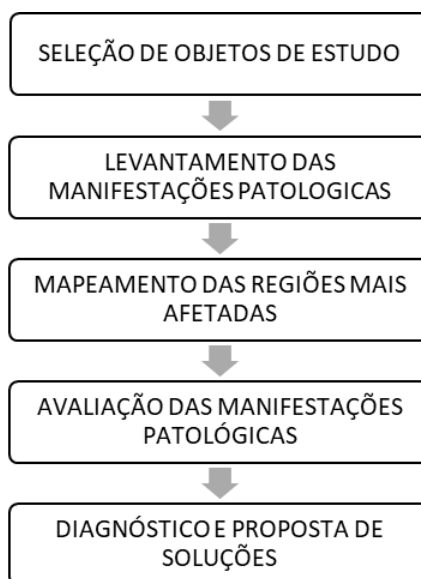 SELEÇÃO DE OBJETOS DE ESTUDO
LEVANTAMENTO DAS
MANIFESTAÇÕES PATOLOGICAS
MAPEAMENTO DAS REGIÕES MAIS
AFETADAS
AVALIAÇÃO DAS MANIFESTAÇÕES
PATOLÓGICAS
DIAGNÓSTICO E PROPOSTA DE
SOLUÇÕES